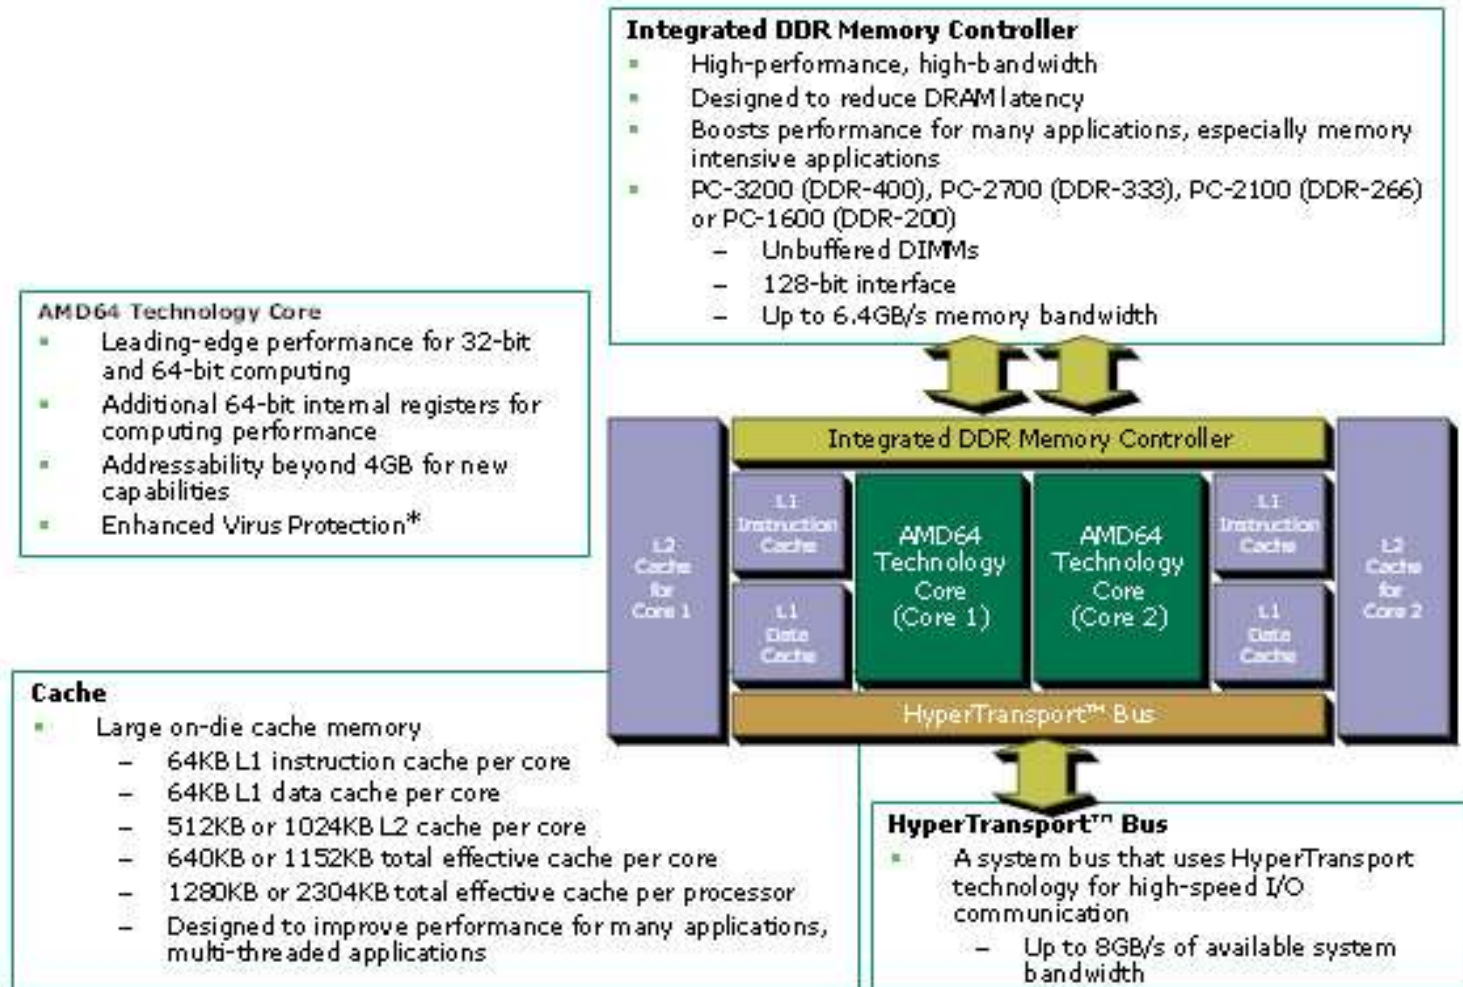 Integrated DDR Memory Controller
High-performance, high-bandwidth
Designed to reduce DRAM latency
Boosts performance for many applications, especially memory
intensive applications
PC-3200 (DDR-400), PC-2700 (DDR-333), PC-2100 (DDR-266)
or PC-1600 (DDR-200)
– Unbuffered DIMMs
– 128-bit interface
– Up to 6.4GB/s memory bandwidth
AMD64 Technology Core
Leading-edge performance for 32-bit
and 64-bit computing
Additional 64-bit internal registers for
computing performance
Addressability beyond 4GB for new
capabilities
Enhanced Virus Protection*
Integrated DDR Memory Controller
L2
Cache
for
Core 1
L1
Instruction
Cache
L1
Data
Cache
AMD64
Technology
Core
(Core 1)
AMD64
Technology
Core
(Core 2)
L1
Instruction
Cache
L1
Data
Cache
L2
Cache
for
Core 2
HyperTransport™ Bus
Cache
Large on-die cache memory
– 64KB L1 instruction cache per core
– 64KB L1 data cache per core
– 512KB or 1024KB L2 cache per core
– 640KB or 1152KB total effective cache per core
– 1280KB or 2304KB total effective cache per processor
– Designed to improve performance for many applications,
multi-threaded applications
HyperTransport™ Bus
A system bus that uses HyperTransport
technology for high-speed I/O
communication
– Up to 8GB/s of available system
bandwidth